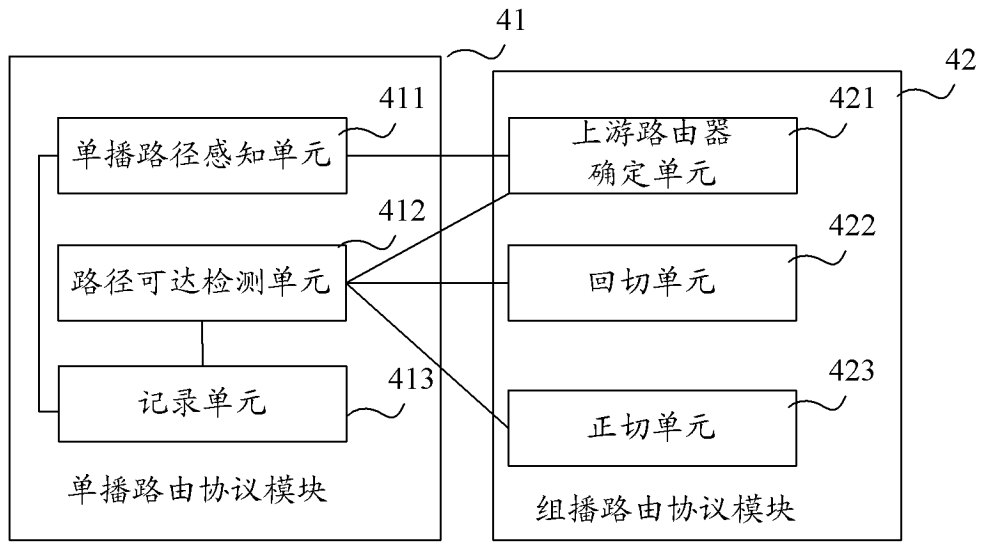 41
42
411
单播路径感知单元
421
上游路由器
确定单元
412
路径可达检测单元
422
回切单元
413
记录单元
423
正切单元
单播路由协议模块
组播路由协议模块